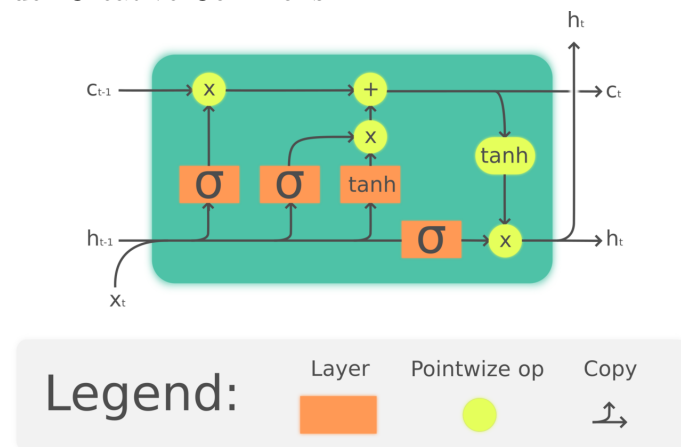 hₜ
cₜ₋₁ x + cₜ
x
tanh
σ σ tanh
hₜ₋₁ σ x hₜ
xₜ
Legend:
Layer Pointwize op Copy